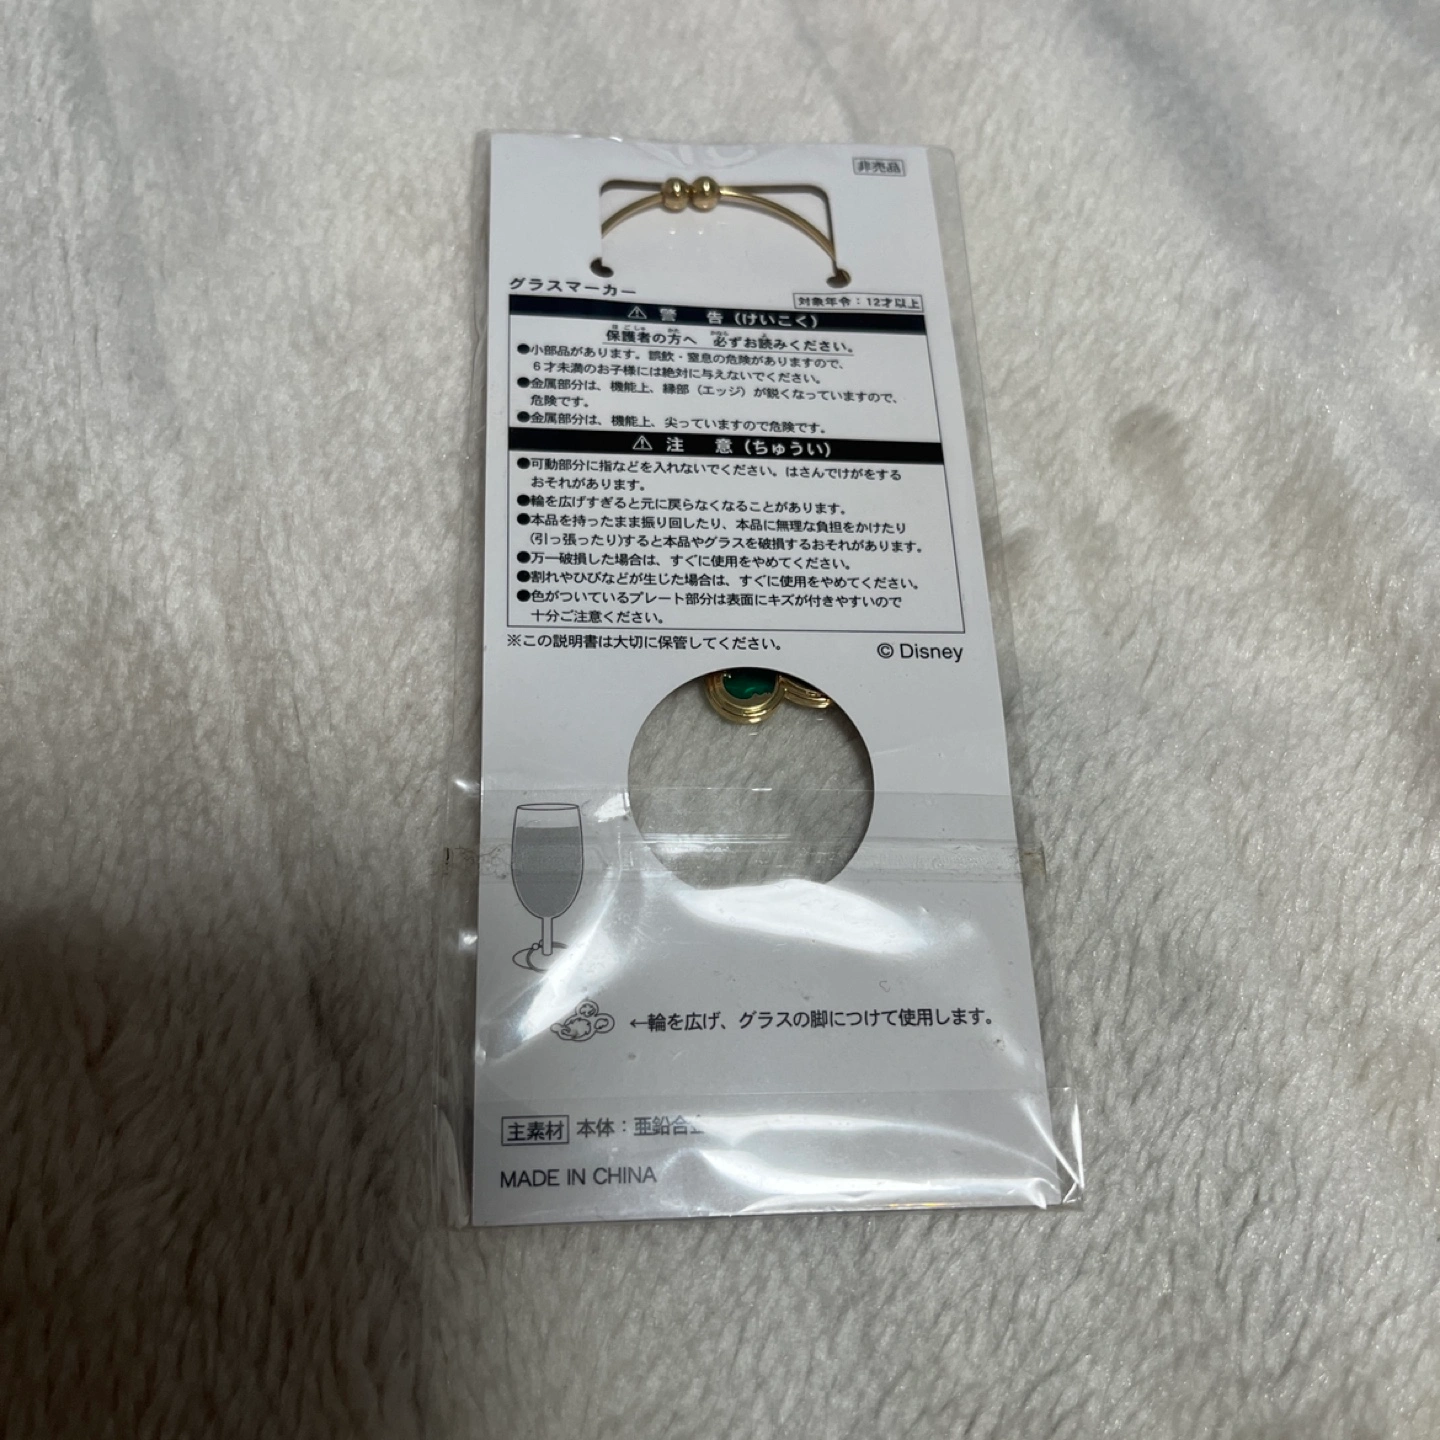 非売品
グラスマーカー
対象年令：12才以上
⚠ 警 告（けいこく）
保護者の方へ 必ずお読みください。
●小部品があります。誤飲・窒息の危険がありますので、
６才未満のお子様には絶対に与えないでください。
●金属部分は、機能上、縁部（エッジ）が鋭くなっていますので、
危険です。
●金属部分は、機能上、尖っていますので危険です。
⚠ 注 意（ちゅうい）
●可動部分に指などを入れないでください。はさんでけがをする
おそれがあります。
●輪を広げすぎると元に戻らなくなることがあります。
●本品を持ったまま振り回したり、本品に無理な負担をかけたり
(引っ張ったり)すると本品やグラスを破損するおそれがあります。
●万一破損した場合は、すぐに使用をやめてください。
●割れやひびなどが生じた場合は、すぐに使用をやめてください。
●色がついているプレート部分は表面にキズが付きやすいので
十分ご注意ください。
※この説明書は大切に保管してください。
© Disney
←輪を広げ、グラスの脚につけて使用します。
主素材 本体：亜鉛合
MADE IN CHINA